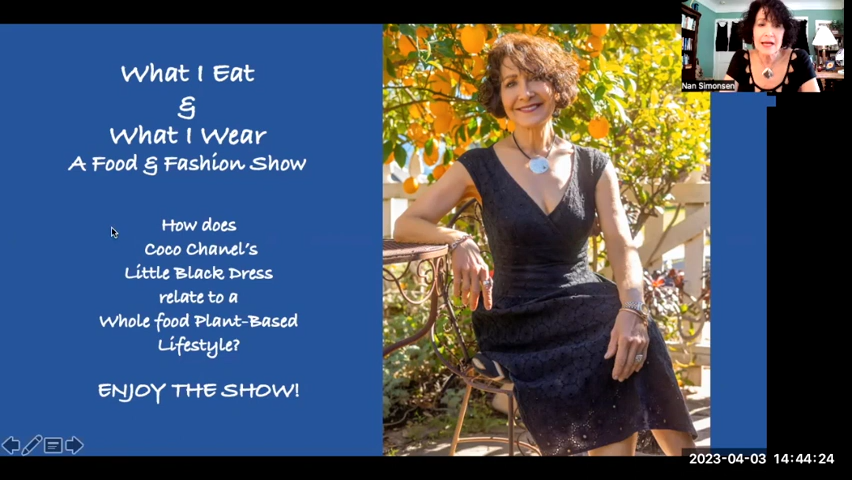 What I Eat
&
What I Wear
A Food & Fashion Show
How does
Coco Chanel's
Little Black Dress
relate to a
Whole food Plant-Based
Lifestyle?
ENJOY THE SHOW!
Nan Simonsen
2023-04-03 14:44:24